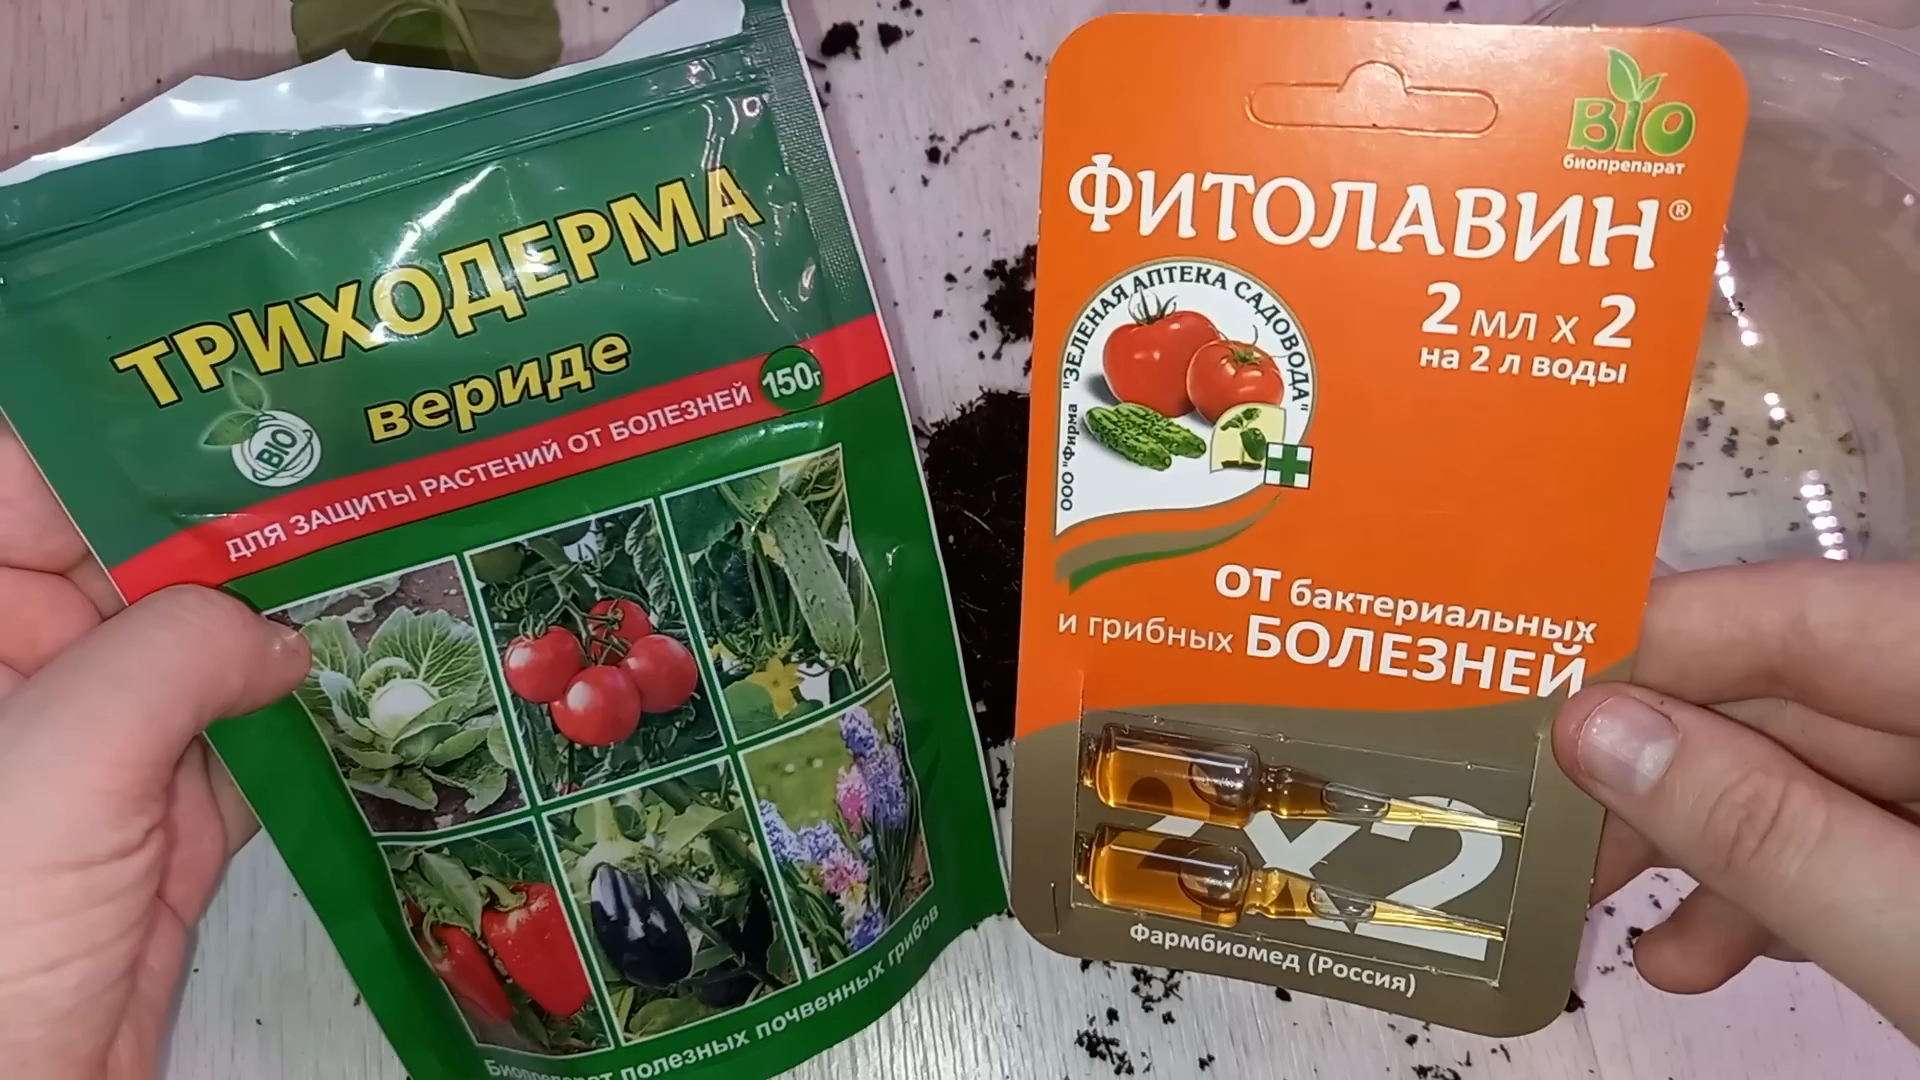 ТРИХОДЕРМА
вериде
BIO
ДЛЯ ЗАЩИТЫ РАСТЕНИЙ ОТ БОЛЕЗНЕЙ
150г
Биопрепарат полезных почвенных грибов
BIO
биопрепарат
ФИТОЛАВИН®
2 мл х 2
на 2 л воды
ООО "Фирма "ЗЕЛЕНАЯ АПТЕКА САДОВОДА"
от бактериальных
и грибных БОЛЕЗНЕЙ
2х2
Фармбиомед (Россия)